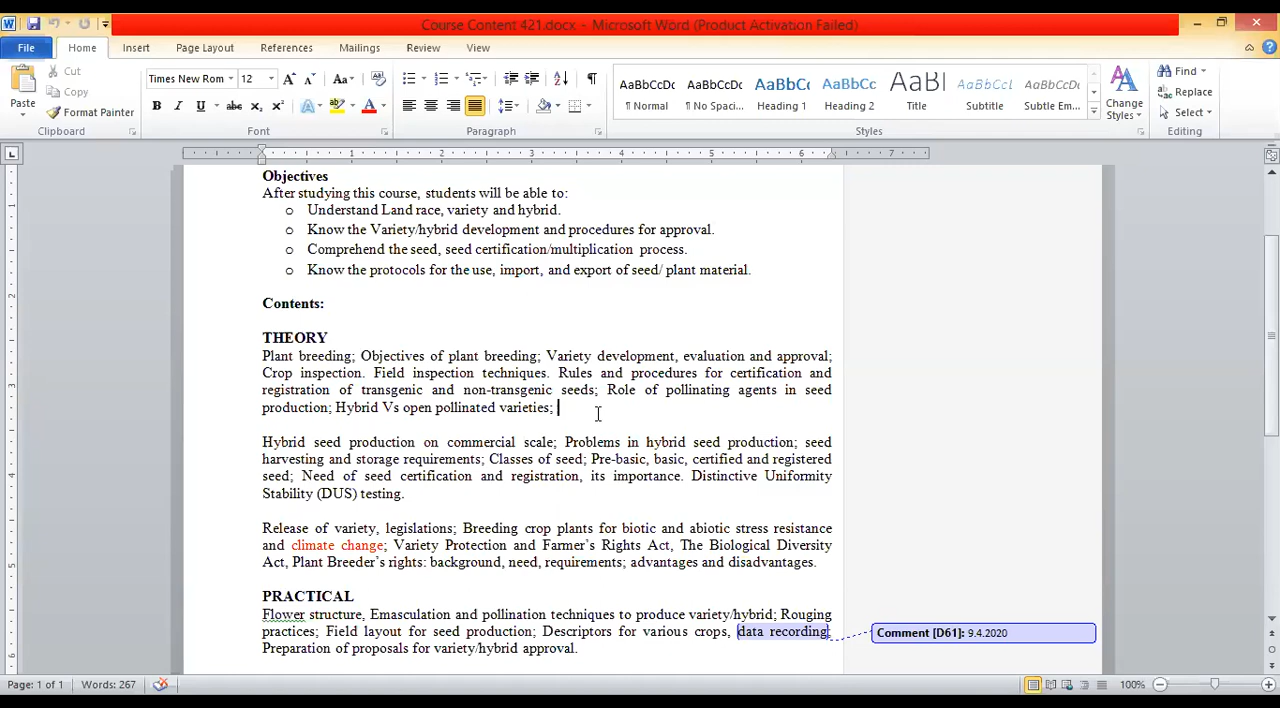 Course Content 421.docx - Microsoft Word (Product Activation Failed)
File Home Insert Page Layout References Mailings Review View
Paste Cut Copy Format Painter Clipboard
Times New Rom 12 Aa Font
B I U abe X₂ X² A ab A
Paragraph
AaBbCcDc ¶ Normal
AaBbCcDc ¶ No Spaci...
AaBbCc Heading 1
AaBbCc Heading 2
AaBl Title
AaBbCc Subtitle
AaBbCcDc Subtle Em...
Change Styles
Styles
Find Replace Select Editing
1 2 3 4 5 6 7
Objectives
After studying this course, students will be able to:
o Understand Land race, variety and hybrid.
o Know the Variety/hybrid development and procedures for approval.
o Comprehend the seed, seed certification/multiplication process.
o Know the protocols for the use, import, and export of seed/ plant material.
Contents:
THEORY
Plant breeding; Objectives of plant breeding; Variety development, evaluation and approval;
Crop inspection. Field inspection techniques. Rules and procedures for certification and
registration of transgenic and non-transgenic seeds; Role of pollinating agents in seed
production; Hybrid Vs open pollinated varieties;
Hybrid seed production on commercial scale; Problems in hybrid seed production; seed
harvesting and storage requirements; Classes of seed; Pre-basic, basic, certified and registered
seed; Need of seed certification and registration, its importance. Distinctive Uniformity
Stability (DUS) testing.
Release of variety, legislations; Breeding crop plants for biotic and abiotic stress resistance
and climate change; Variety Protection and Farmer's Rights Act, The Biological Diversity
Act, Plant Breeder's rights: background, need, requirements; advantages and disadvantages.
PRACTICAL
Flower structure, Emasculation and pollination techniques to produce variety/hybrid; Rouging
practices; Field layout for seed production; Descriptors for various crops, data recording;
Preparation of proposals for variety/hybrid approval.
Comment [D61]: 9.4.2020
Page: 1 of 1 Words: 267 100%